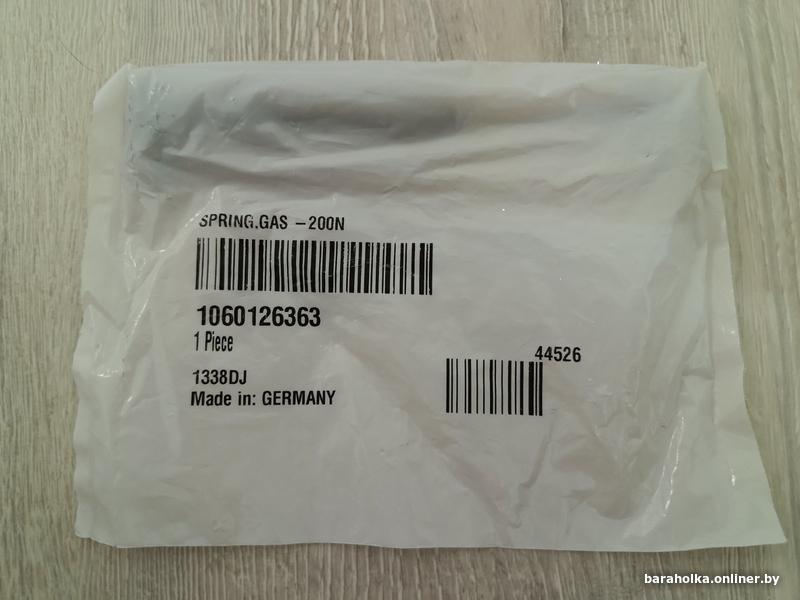 SPRING.GAS –200N
1060126363
1 Piece
44526
1338DJ
Made in: GERMANY
baraholka.onliner.by